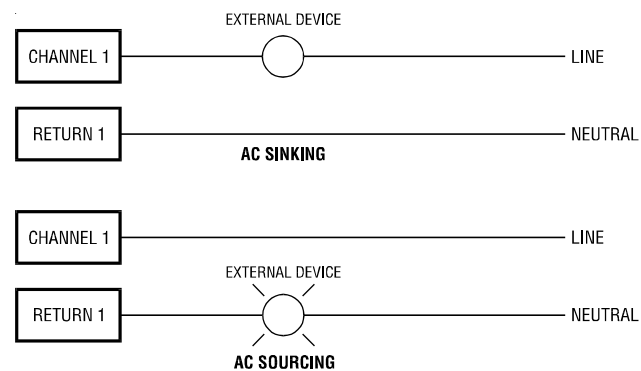 EXTERNAL DEVICE
CHANNEL 1 LINE
RETURN 1 NEUTRAL
AC SINKING
CHANNEL 1 LINE
EXTERNAL DEVICE
RETURN 1 NEUTRAL
AC SOURCING